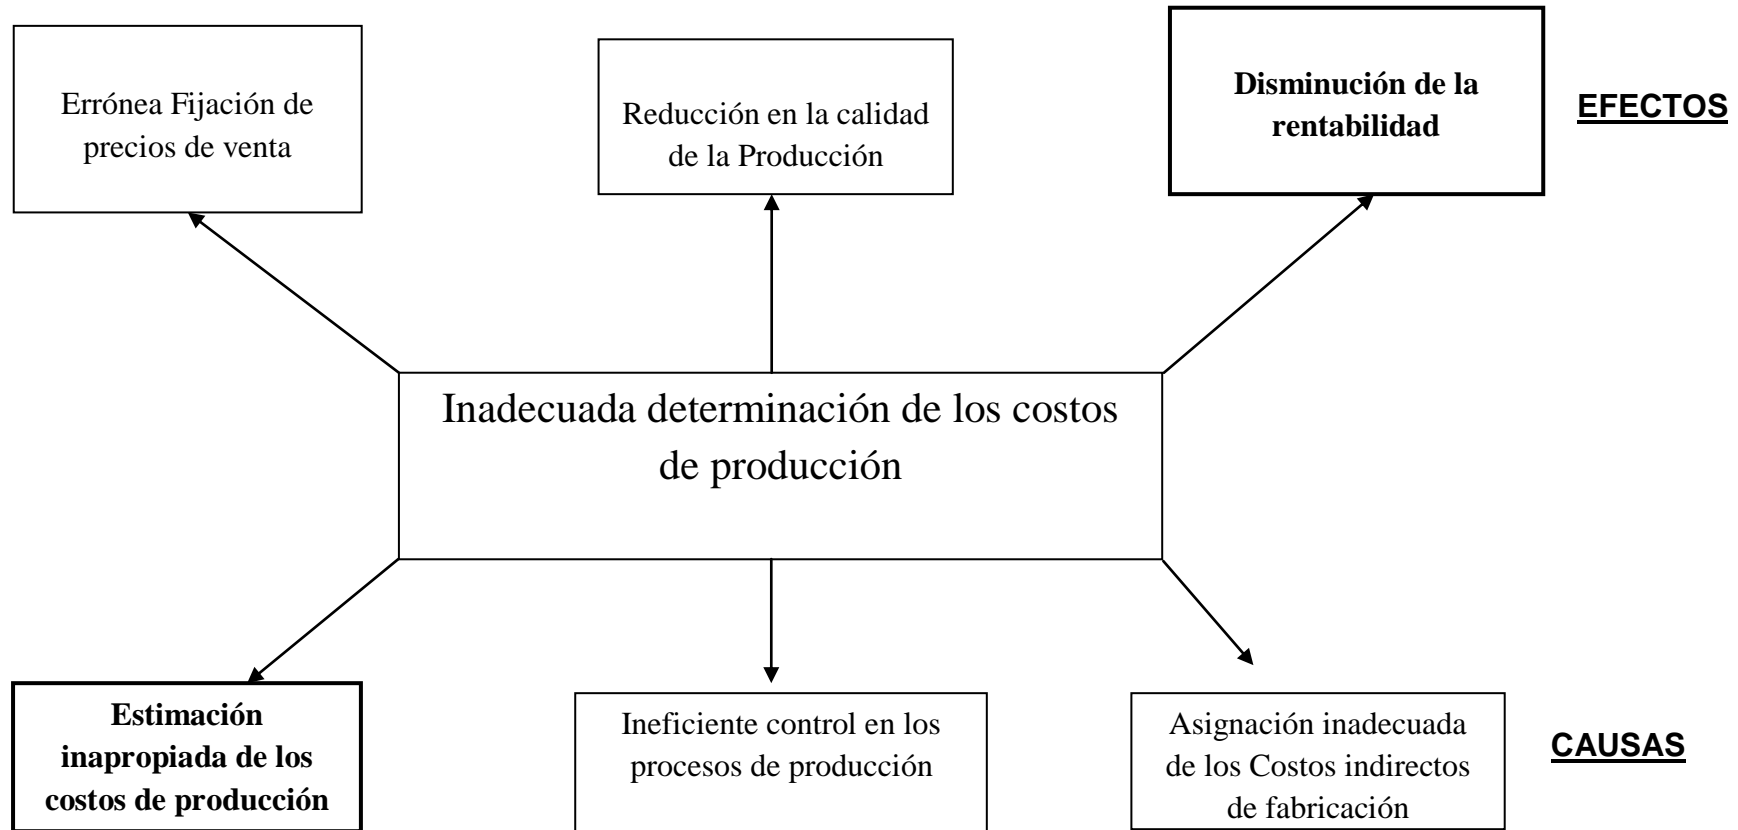 Errónea Fijación de
precios de venta
Reducción en la calidad
de la Producción
Disminución de la
rentabilidad
EFECTOS
Inadecuada determinación de los costos
de producción
Estimación
inapropiada de los
costos de producción
Ineficiente control en los
procesos de producción
Asignación inadecuada
de los Costos indirectos
de fabricación
CAUSAS